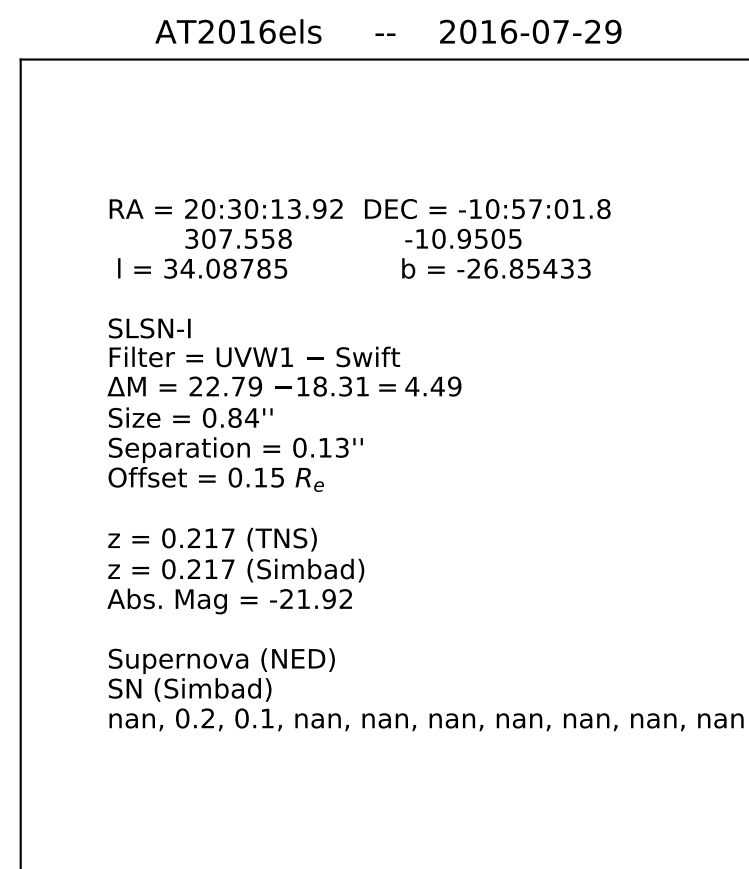 AT2016els -- 2016-07-29
RA = 20:30:13.92 DEC = -10:57:01.8
307.558 -10.9505
l = 34.08785 b = -26.85433
SLSN-I
Filter = UVW1 − Swift
ΔM = 22.79 −18.31 = 4.49
Size = 0.84''
Separation = 0.13''
Offset = 0.15 Re
z = 0.217 (TNS)
z = 0.217 (Simbad)
Abs. Mag = -21.92
Supernova (NED)
SN (Simbad)
nan, 0.2, 0.1, nan, nan, nan, nan, nan, nan, nan